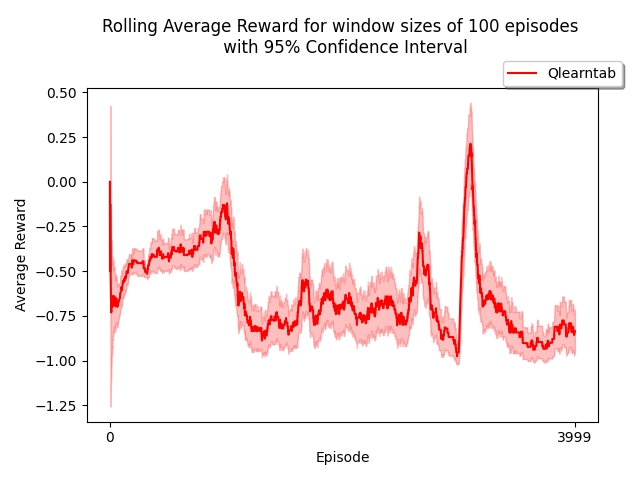 Rolling Average Reward for window sizes of 100 episodes
with 95% Confidence Interval
Qlearntab
0.50
0.25
0.00
−0.25
−0.50
−0.75
−1.00
−1.25
Average Reward
0
3999
Episode